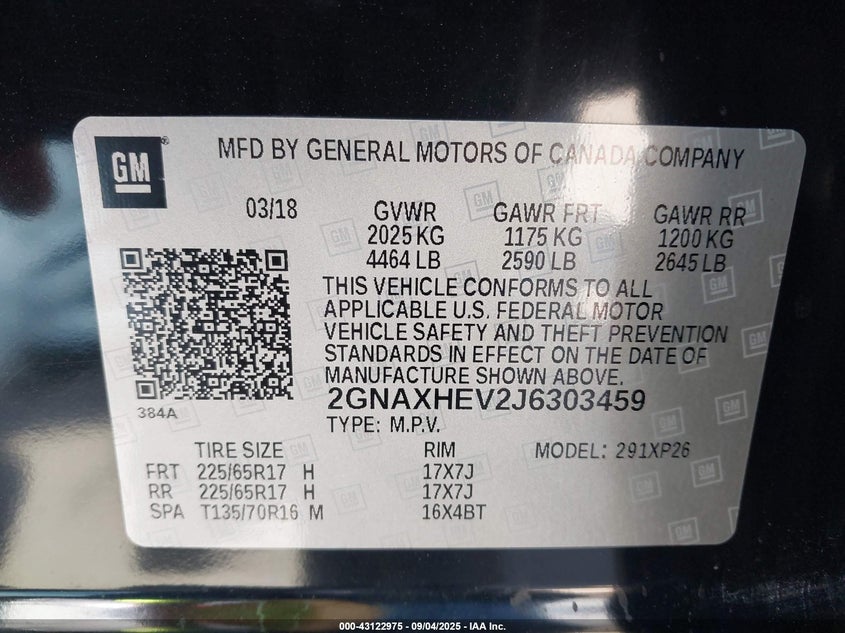 GM
MFD BY GENERAL MOTORS OF CANADA COMPANY
03/18 GVWR GAWR FRT GAWR RR
2025 KG 1175 KG 1200 KG
4464 LB 2590 LB 2645 LB
THIS VEHICLE CONFORMS TO ALL
APPLICABLE U.S. FEDERAL MOTOR
VEHICLE SAFETY AND THEFT PREVENTION
STANDARDS IN EFFECT ON THE DATE OF
MANUFACTURE SHOWN ABOVE.
384A
2GNAXHEV2J6303459
TYPE: M.P.V.
TIRE SIZE RIM MODEL: 291XP26
FRT 225/65R17 H 17X7J
RR 225/65R17 H 17X7J
SPA T135/70R16 M 16X4BT
000-43122975 - 09/04/2025 - IAA Inc.